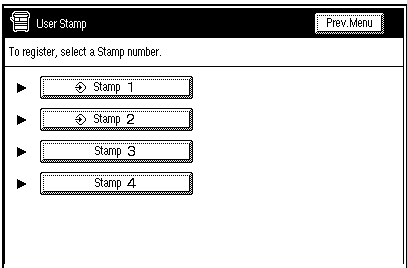 User Stamp
Prev.Menu
To register, select a Stamp number.
Stamp 1
Stamp 2
Stamp 3
Stamp 4